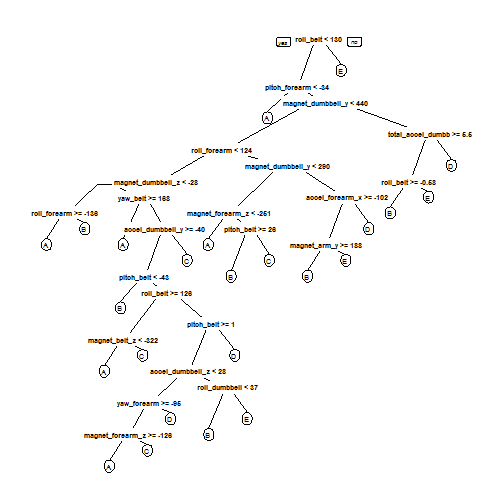 yes roll_belt < 130 no
E
pitch_forearm < -34
A
magnet_dumbbell_y < 440
total_accel_dumbb >= 5.5
roll_forearm < 124
magnet_dumbbell_y < 290
D
magnet_dumbbell_z < -28
roll_belt >= -0.58
yaw_belt >= 168
accel_forearm_x >= -102
E
roll_forearm >= -136
magnet_forearm_z < -251
B
B
accel_dumbbell_y >= -40
pitch_belt >= 26
D
A
A
A
magnet_arm_y >= 188
C
C
E
pitch_belt < -43
B
B
roll_belt >= 126
B
pitch_belt >= 1
magnet_belt_z < -322
C
D
A
accel_dumbbell_z < 28
roll_dumbbell < 37
yaw_forearm >= -95
D
E
magnet_forearm_z >= -126
B
C
A